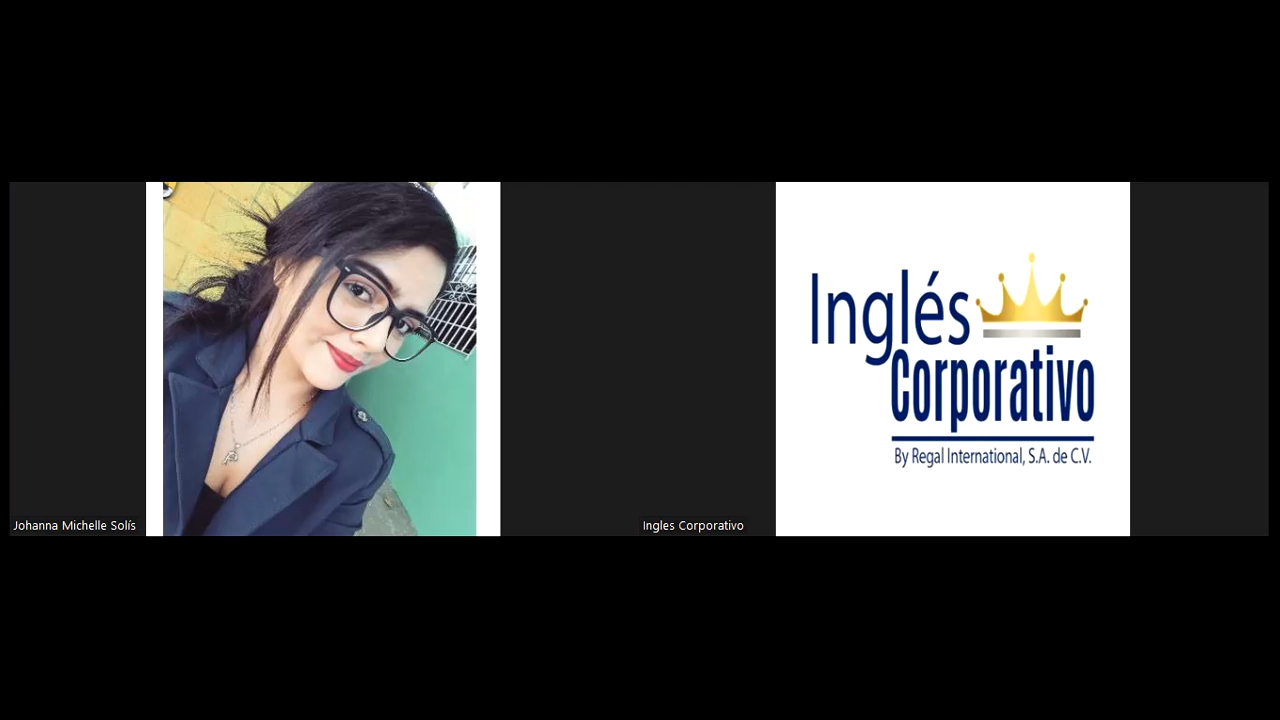 Johanna Michelle Solís
Inglés
Corporativo
By Regal International, S.A. de C.V.
Ingles Corporativo